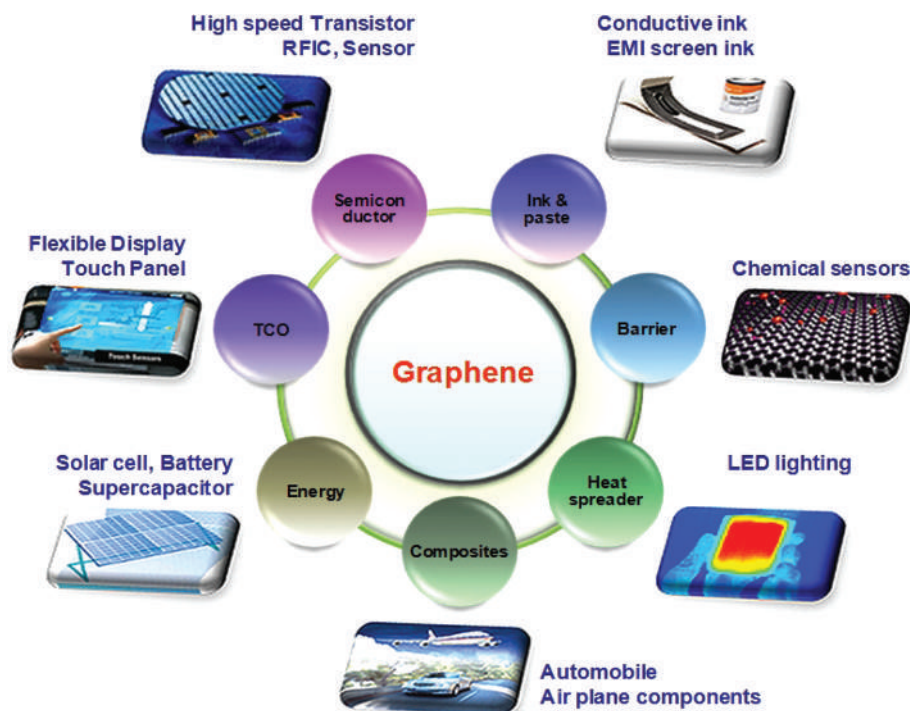 High speed Transistor
RFIC, Sensor
Conductive ink
EMI screen ink
Semicon
ductor
Ink &
paste
Flexible Display
Touch Panel
Chemical sensors
TCO
Barrier
Touch Sensors
Graphene
Solar cell, Battery
Supercapacitor
LED lighting
Energy
Heat
spreader
Composites
Automobile
Air plane components